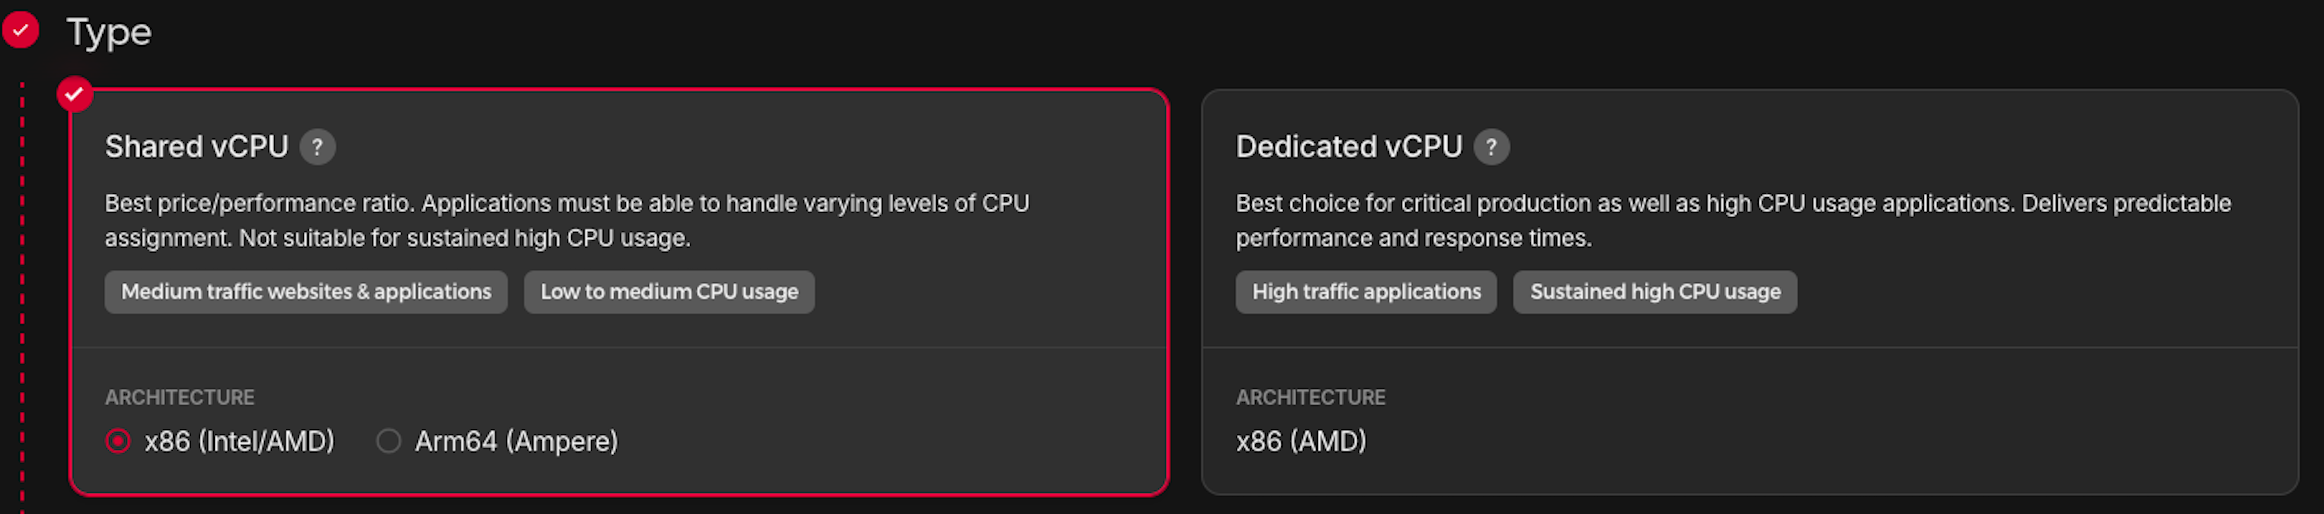 Type
Shared vCPU ?
Best price/performance ratio. Applications must be able to handle varying levels of CPU
assignment. Not suitable for sustained high CPU usage.
Medium traffic websites & applications
Low to medium CPU usage
ARCHITECTURE
x86 (Intel/AMD)
Arm64 (Ampere)
Dedicated vCPU ?
Best choice for critical production as well as high CPU usage applications. Delivers predictable
performance and response times.
High traffic applications
Sustained high CPU usage
ARCHITECTURE
x86 (AMD)